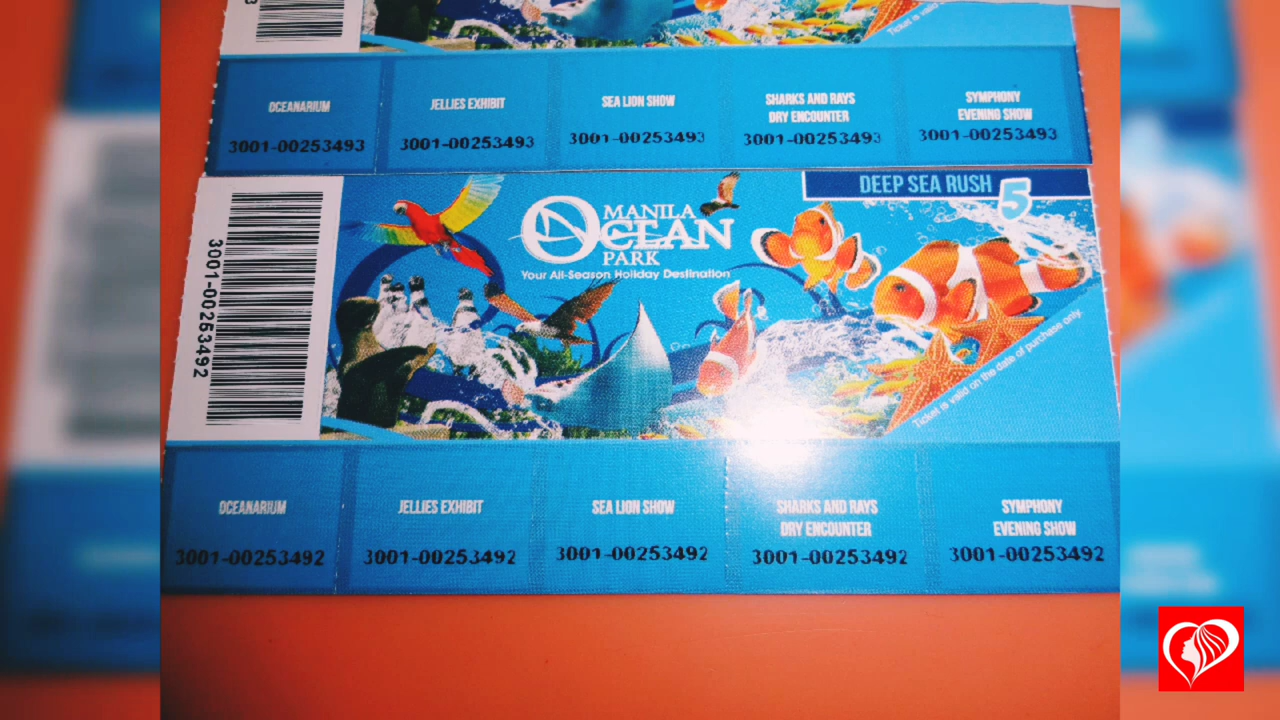 Ticket is valid
OCEANARIUM
JELLIES EXHIBIT
SEA LION SHOW
SHARKS AND RAYS
DRY ENCOUNTER
SYMPHONY
EVENING SHOW
3001-00253493
3001-00253493
3001-00253493
3001-00253493
3001-00253493
3001-00253492
MANILA
OCEAN
PARK
Your All-Season Holiday Destination
DEEP SEA RUSH 5
Ticket is valid on the date of purchase only.
OCEANARIUM
JELLIES EXHIBIT
SEA LION SHOW
SHARKS AND RAYS
DRY ENCOUNTER
SYMPHONY
EVENING SHOW
3001-00253492
3001-00253492
3001-00253492
3001-00253492
3001-00253492